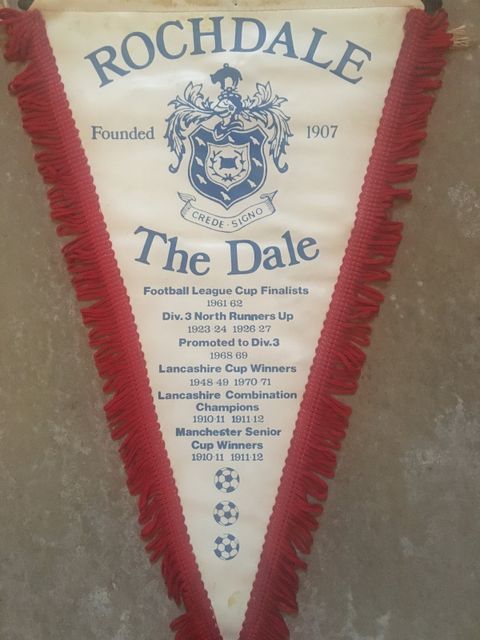 ROCHDALE
Founded 1907
CREDE · SIGNO
The Dale
Football League Cup Finalists
1961·62
Div. 3 North Runners Up
1923·24 1926·27
Promoted to Div.3
1968·69
Lancashire Cup Winners
1948·49 1970·71
Lancashire Combination
Champions
1910·11 1911·12
Manchester Senior
Cup Winners
1910·11 1911·12